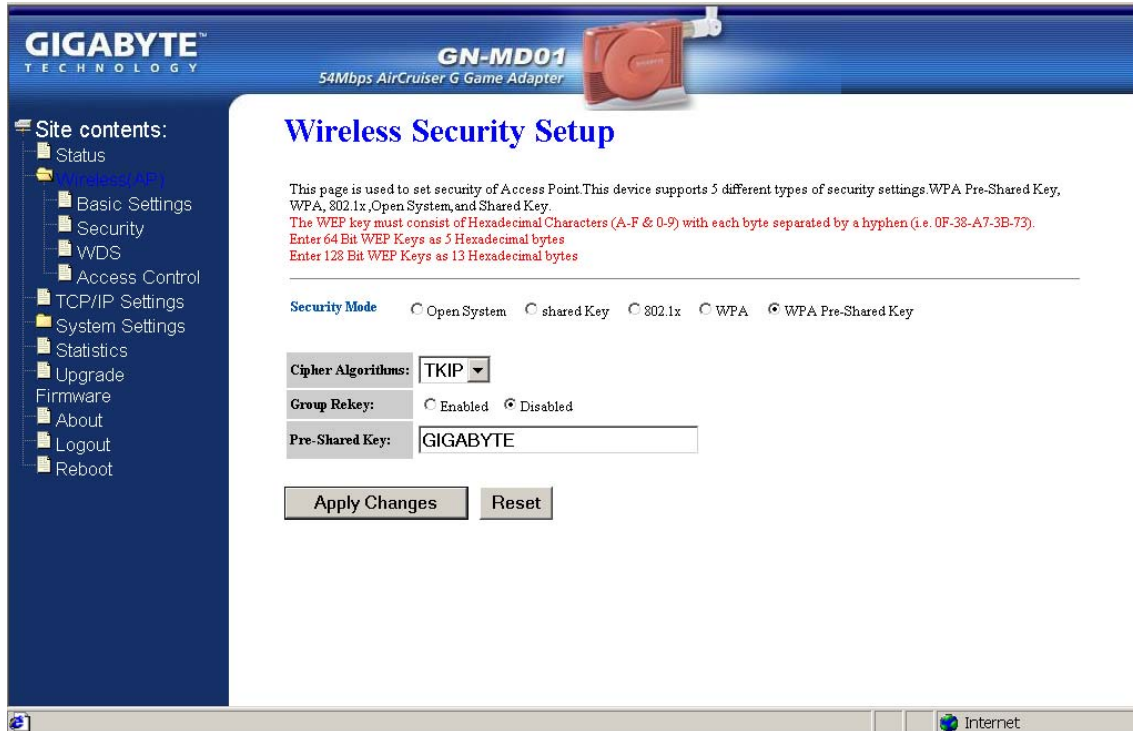 GIGABYTE™
TECHNOLOGY
GN-MD01
54Mbps AirCruiser G Game Adapter
Site contents:
Status
Wireless(AP)
Basic Settings
Security
WDS
Access Control
TCP/IP Settings
System Settings
Statistics
Upgrade
Firmware
About
Logout
Reboot
Wireless Security Setup
This page is used to set security of Access Point.This device supports 5 different types of security settings.WPA Pre-Shared Key,
WPA, 802.1x ,Open System,and Shared Key.
The WEP key must consist of Hexadecimal Characters (A-F & 0-9) with each byte separated by a hyphen (i.e. 0F-38-A7-3B-73).
Enter 64 Bit WEP Keys as 5 Hexadecimal bytes
Enter 128 Bit WEP Keys as 13 Hexadecimal bytes
Security Mode Open System shared Key 802.1x WPA WPA Pre-Shared Key
Cipher Algorithms: TKIP
Group Rekey: Enabled Disabled
Pre-Shared Key: GIGABYTE
Apply Changes Reset
Internet